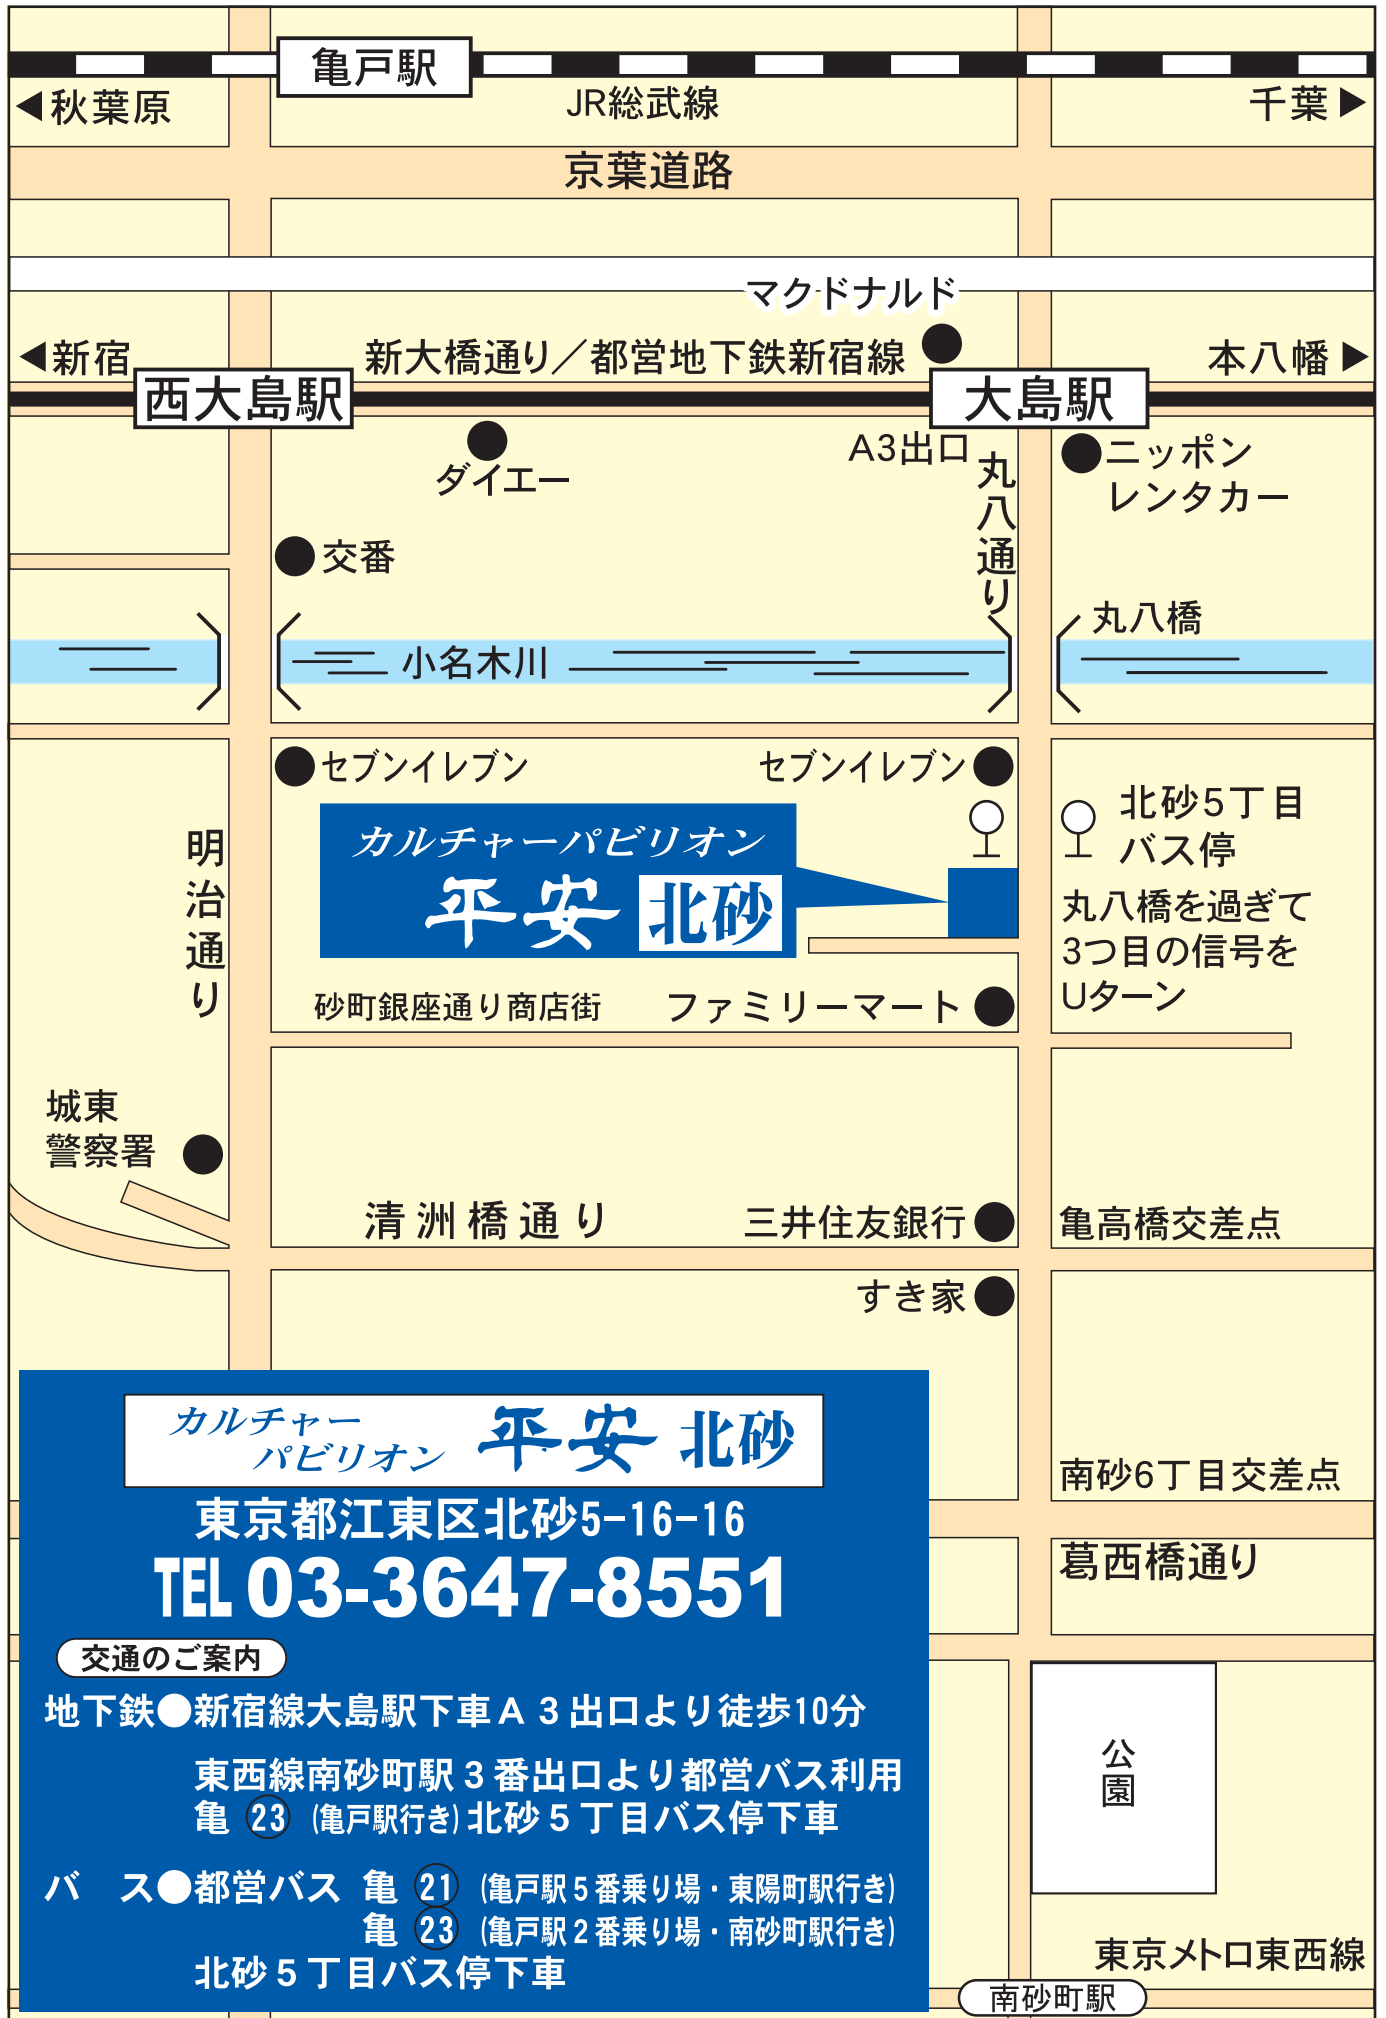 亀戸駅
◀秋葉原
JR総武線
千葉▶
京葉道路
マクドナルド
◀新宿
新大橋通り／都営地下鉄新宿線
本八幡▶
西大島駅
大島駅
ダイエー
A3出口
丸八通り
ニッポン
レンタカー
交番
丸八橋
小名木川
セブンイレブン
セブンイレブン
北砂5丁目
バス停
明治通り
カルチャーパビリオン
平安 北砂
丸八橋を過ぎて
3つ目の信号を
Uターン
砂町銀座通り商店街
ファミリーマート
城東
警察署
清洲橋通り
三井住友銀行
亀高橋交差点
すき家
カルチャー
パビリオン
平安 北砂
南砂6丁目交差点
東京都江東区北砂5-16-16
葛西橋通り
TEL 03-3647-8551
交通のご案内
地下鉄●新宿線大島駅下車A3出口より徒歩10分
東西線南砂町駅3番出口より都営バス利用
亀㉓(亀戸駅行き)北砂5丁目バス停下車
公園
バス●都営バス 亀㉑(亀戸駅5番乗り場・東陽町駅行き)
亀㉓(亀戸駅2番乗り場・南砂町駅行き)
北砂5丁目バス停下車
東京メトロ東西線
南砂町駅